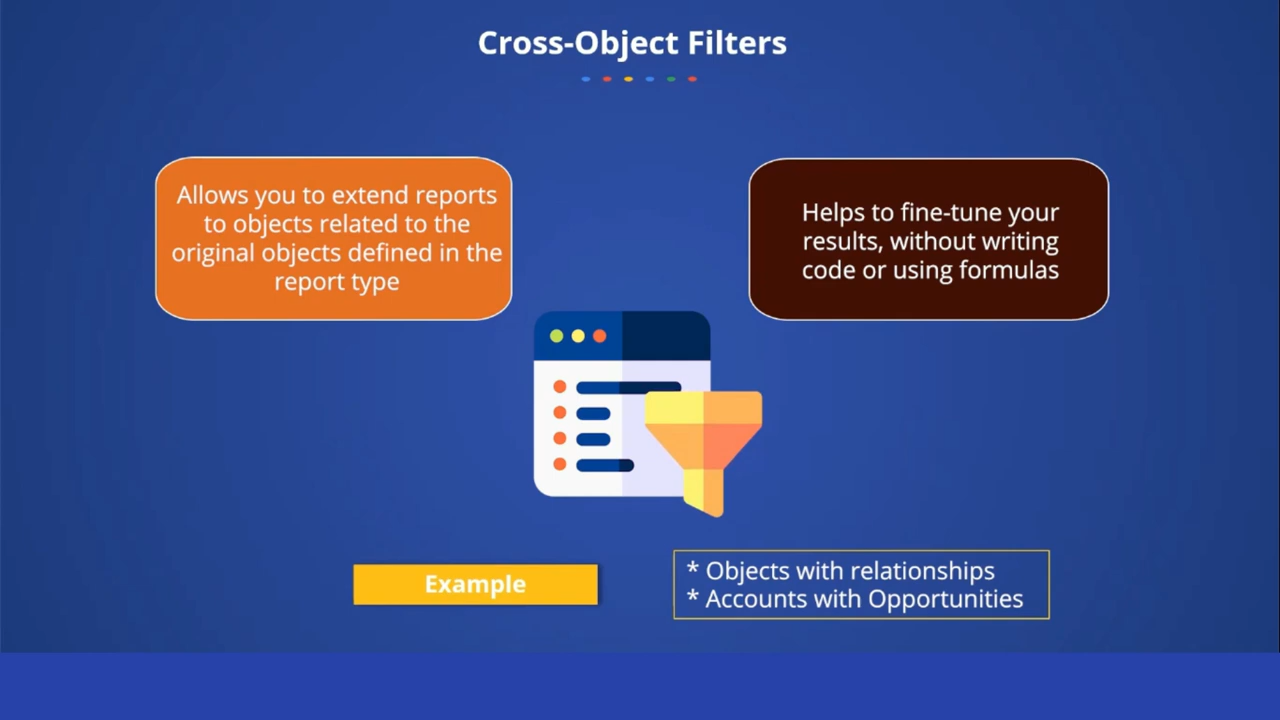 Cross-Object Filters
Allows you to extend reports
to objects related to the
original objects defined in the
report type
Helps to fine-tune your
results, without writing
code or using formulas
Example
* Objects with relationships
* Accounts with Opportunities